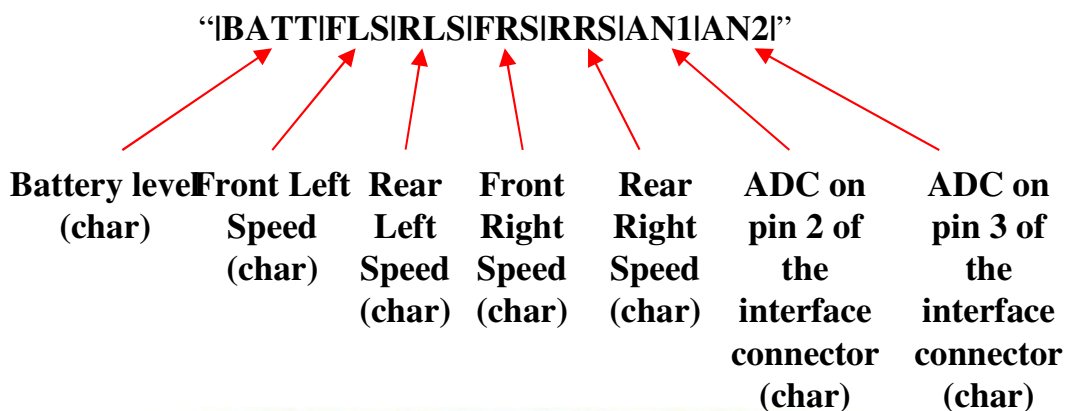 “|BATT|FLS|RLS|FRS|RRS|AN1|AN2|”
Battery level
(char)
Front Left
Speed
(char)
Rear
Left
Speed
(char)
Front
Right
Speed
(char)
Rear
Right
Speed
(char)
ADC on
pin 2 of
the
interface
connector
(char)
ADC on
pin 3 of
the
interface
connector
(char)